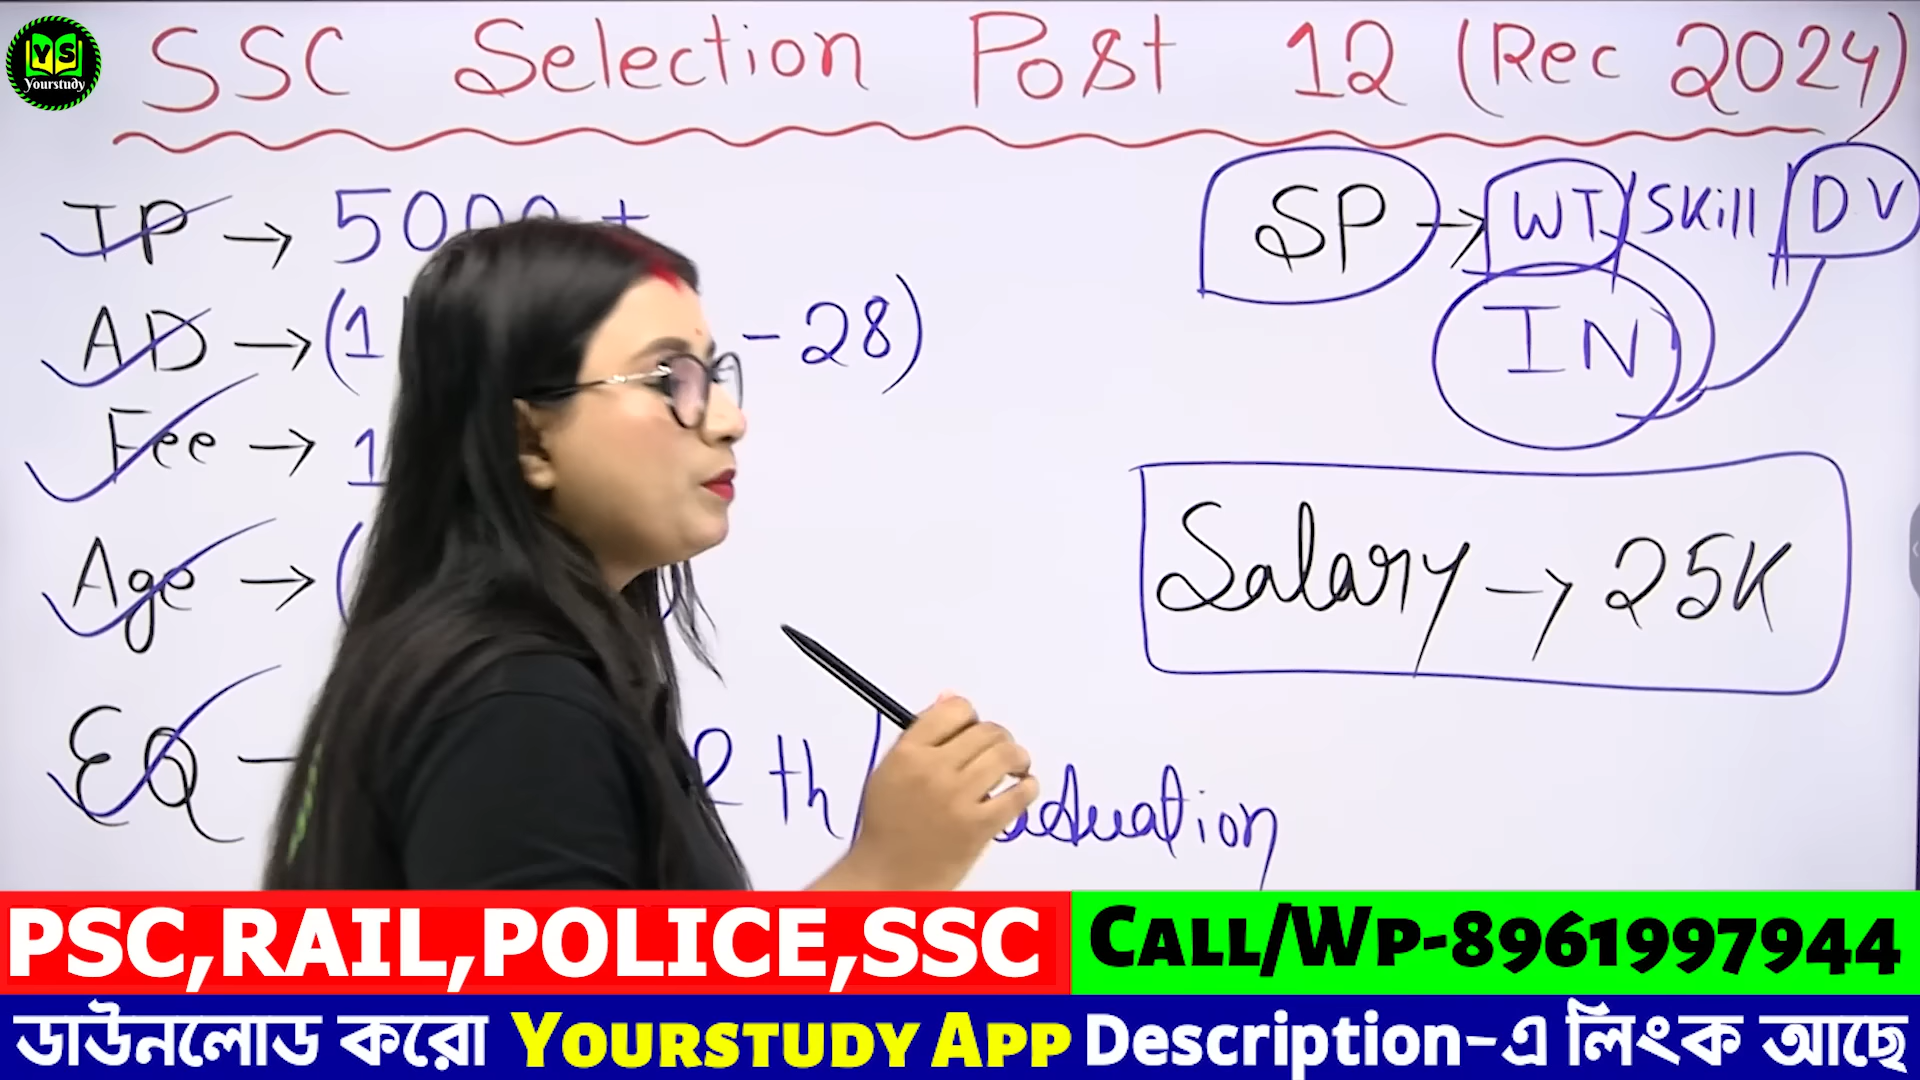 YS
Yourstudy
SSC Selection Post 12 (Rec 2024)
IP → 5000 +
AD → (1 - 28)
Fee → 1
Age → (
EQ th / aduation
SP → WT / Skill / DV
IN
Salary → 25K
PSC,RAIL,POLICE,SSC
CALL/WP-8961997944
ডাউনলোড করো YOURSTUDY APP Description-এ লিংক আছে